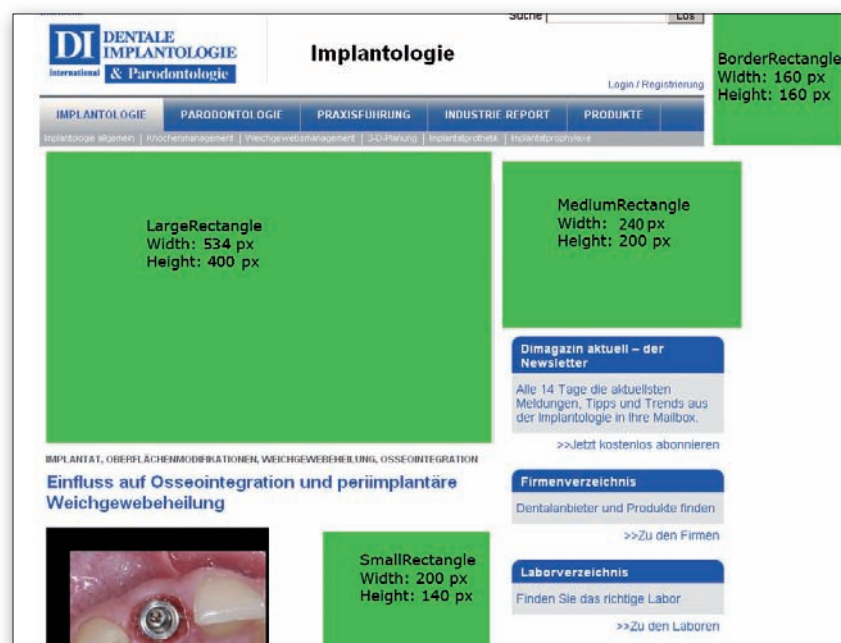 Suche
Los
DI DENTALE
IMPLANTOLOGIE
International & Parodontologie
Implantologie
Login / Registrierung
BorderRectangle
Width: 160 px
Height: 160 px
IMPLANTOLOGIE PARODONTOLOGIE PRAXISFÜHRUNG INDUSTRIE REPORT PRODUKTE
Implantologie allgemein | Knochenmanagement | Weichgewebsmanagement | 3-D-Planung | Implantatprothetik | Implantatprophylaxe
LargeRectangle
Width: 534 px
Height: 400 px
MediumRectangle
Width: 240 px
Height: 200 px
Dimagazin aktuell – der
Newsletter
Alle 14 Tage die aktuellsten
Meldungen, Tipps und Trends aus
der Implantologie in Ihre Mailbox.
>>Jetzt kostenlos abonnieren
IMPLANTAT, OBERFLÄCHENMODIFIKATIONEN, WEICHGEWEBEHEILUNG, OSSEOINTEGRATION
Einfluss auf Osseointegration und periimplantäre
Weichgewebeheilung
Firmenverzeichnis
Dentalanbieter und Produkte finden
>>Zu den Firmen
SmallRectangle
Width: 200 px
Height: 140 px
Laborverzeichnis
Finden Sie das richtige Labor
>>Zu den Laboren